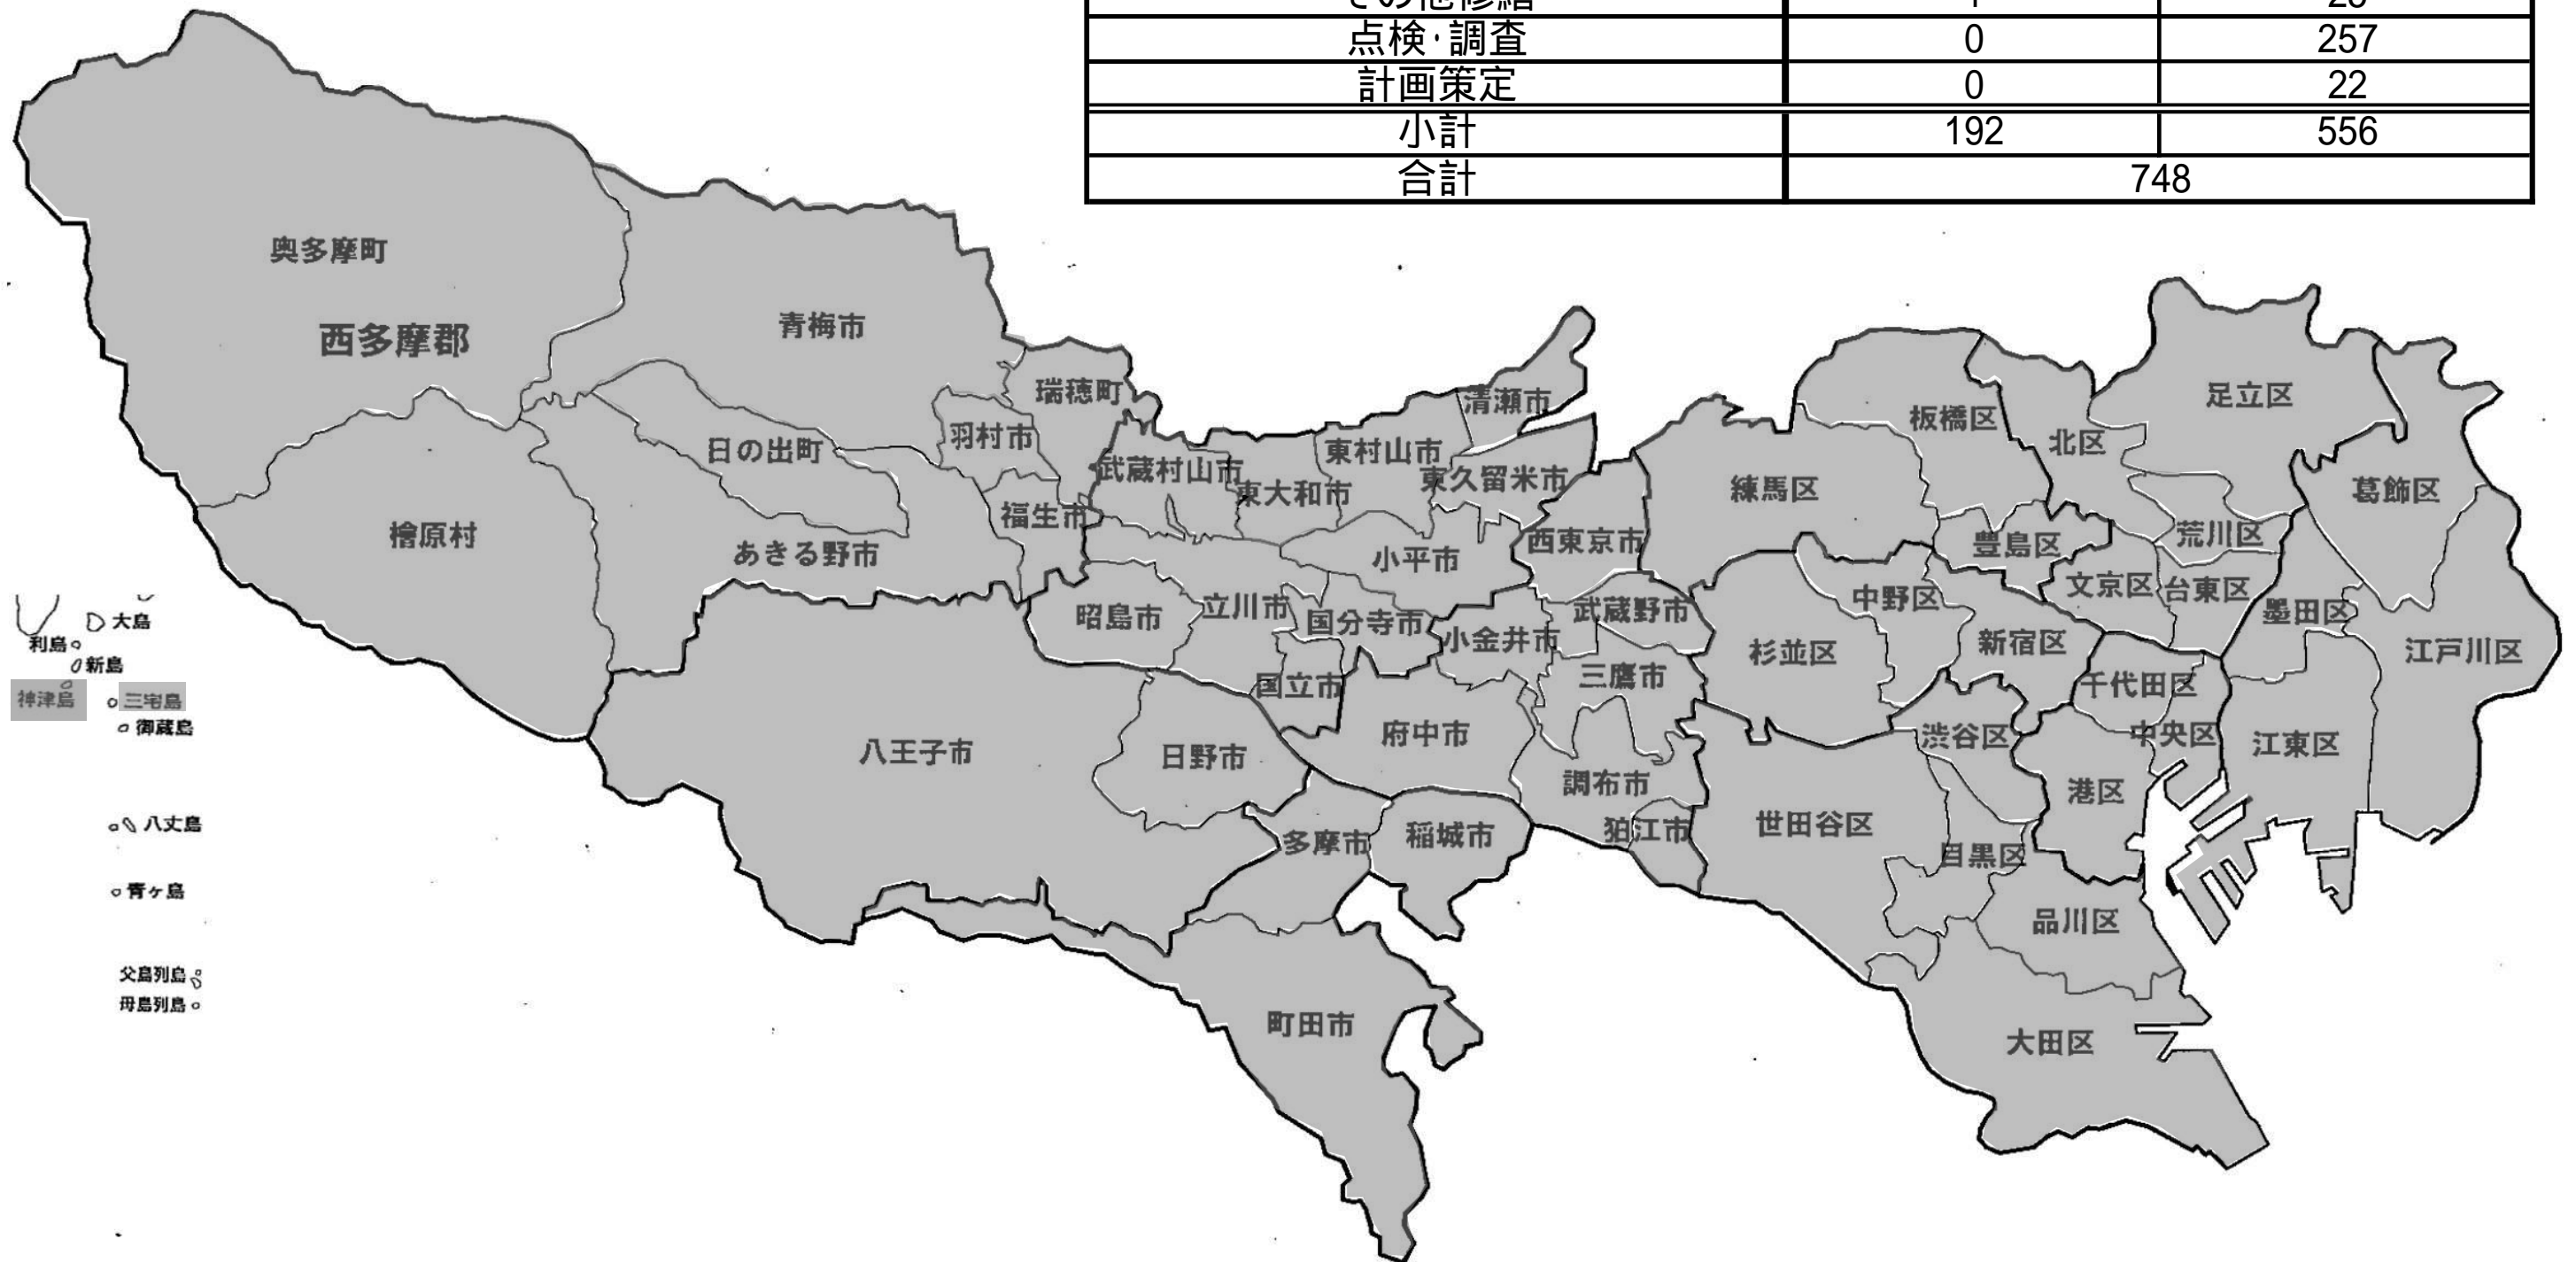 点検・調査 0 257
計画策定 0 22
小計 192 556
合計 748
奥多摩町
西多摩郡
青梅市
瑞穂町
羽村市
日の出町
福生市
檜原村
あきる野市
武蔵村山市
東大和市
東村山市
清瀬市
東久留米市
西東京市
小平市
昭島市
立川市
国分寺市
小金井市
武蔵野市
三鷹市
国立市
府中市
調布市
狛江市
八王子市
日野市
多摩市
稲城市
町田市
板橋区
北区
足立区
葛飾区
練馬区
豊島区
荒川区
文京区
台東区
墨田区
江戸川区
中野区
杉並区
新宿区
千代田区
中央区
江東区
渋谷区
港区
世田谷区
目黒区
品川区
大田区
大島
利島
新島
神津島
三宅島
御蔵島
八丈島
青ヶ島
父島列島
母島列島